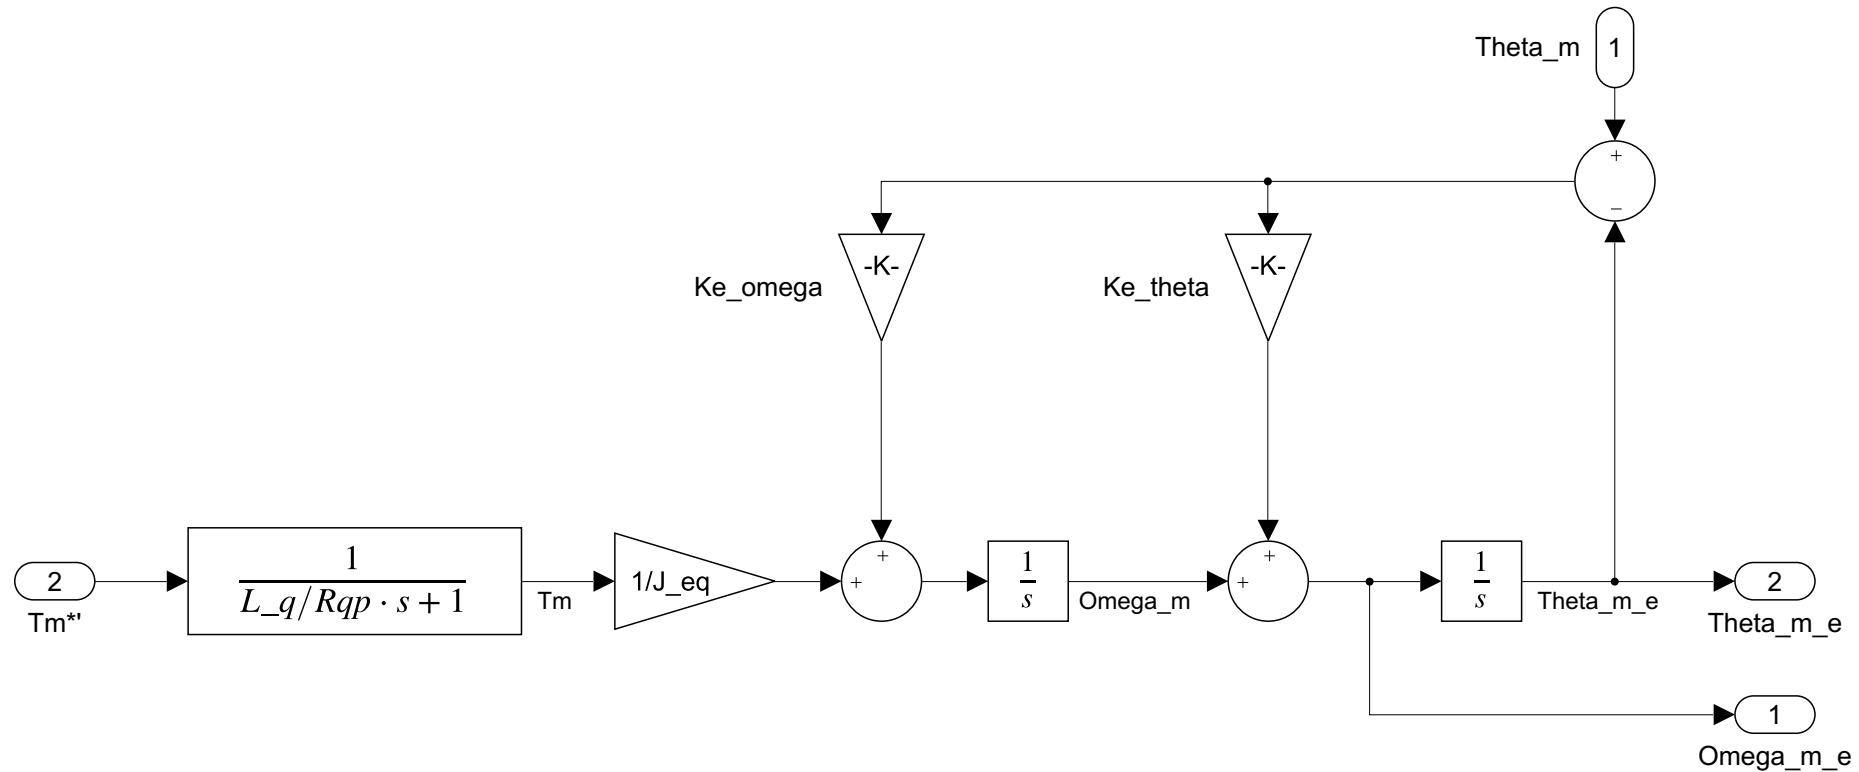 Theta_m
1
+
−
-K-
-K-
Ke_omega
Ke_theta
2
Tm*'
1
L_q/Rqp · s + 1
Tm
1/J_eq
+
+
1
s
Omega_m
+
+
1
s
Theta_m_e
2
Theta_m_e
1
Omega_m_e